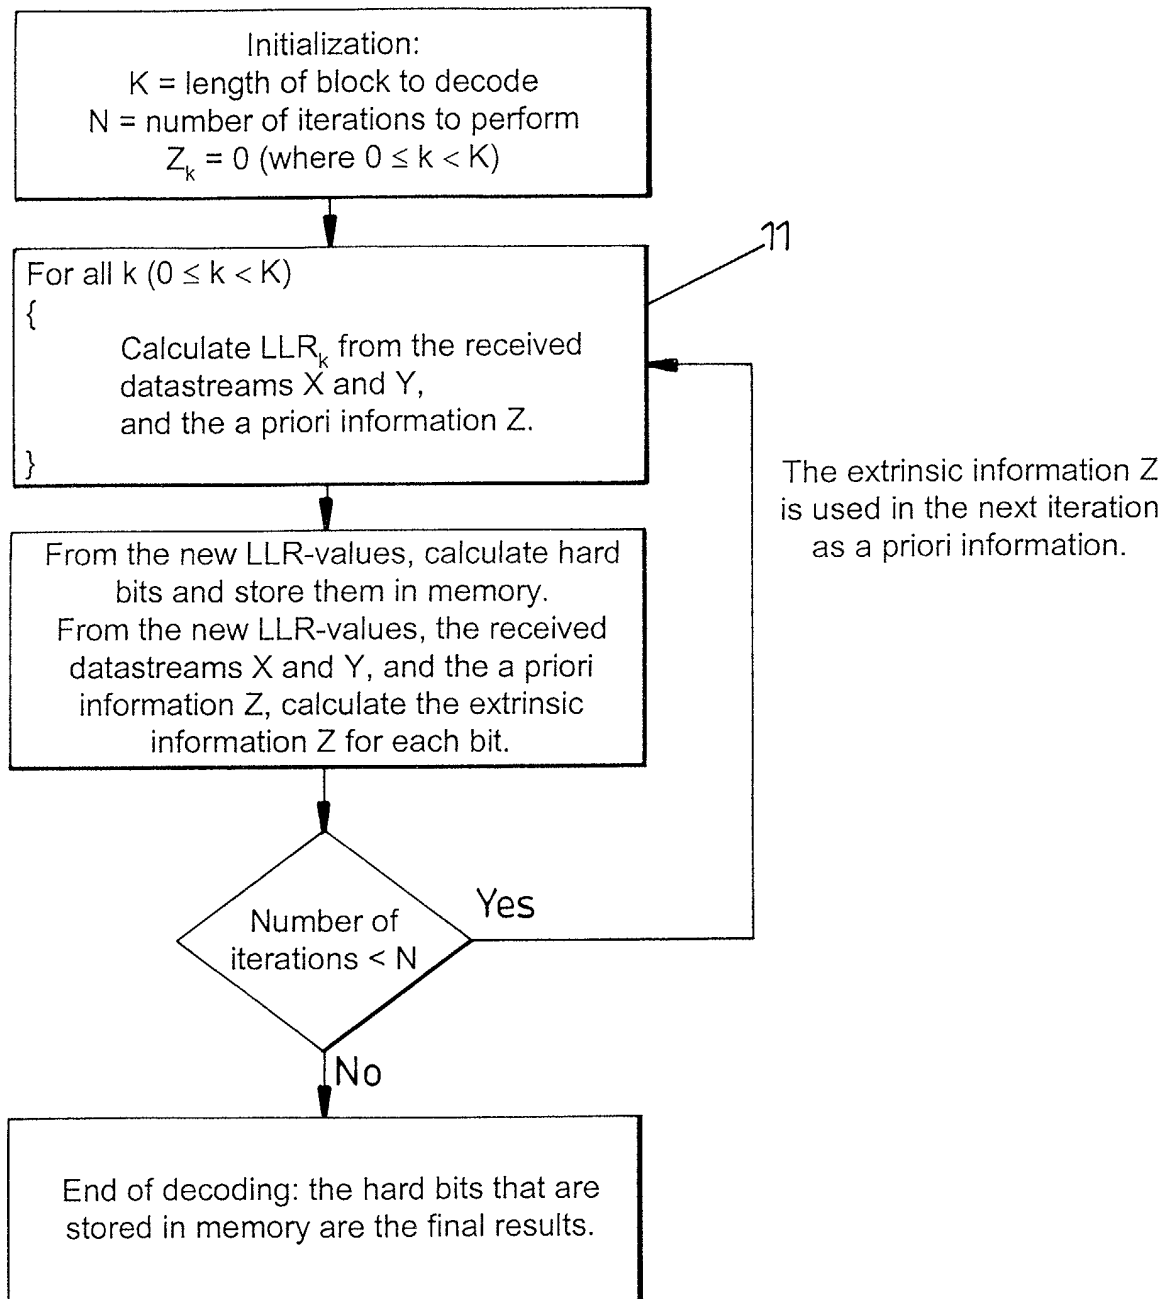 Initialization:
K = length of block to decode
N = number of iterations to perform
Zₖ = 0 (where 0 ≤ k < K)
11
For all k (0 ≤ k < K)
{
Calculate LLRₖ from the received
datastreams X and Y,
and the a priori information Z.
}
The extrinsic information Z
is used in the next iteration
as a priori information.
From the new LLR-values, calculate hard
bits and store them in memory.
From the new LLR-values, the received
datastreams X and Y, and the a priori
information Z, calculate the extrinsic
information Z for each bit.
Number of
iterations < N
Yes
No
End of decoding: the hard bits that are
stored in memory are the final results.